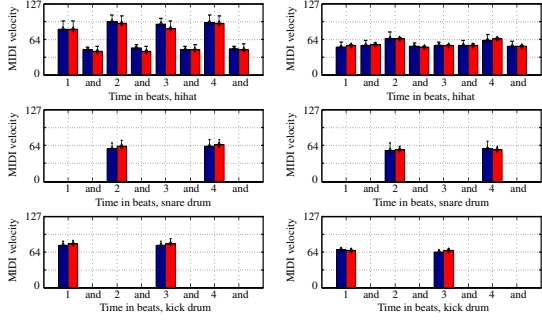 127
MIDI velocity
64
0
1 and 2 and 3 and 4 and
Time in beats, hihat
127
MIDI velocity
64
0
1 and 2 and 3 and 4 and
Time in beats, hihat
127
MIDI velocity
64
0
1 and 2 and 3 and 4 and
Time in beats, snare drum
127
MIDI velocity
64
0
1 and 2 and 3 and 4 and
Time in beats, snare drum
127
MIDI velocity
64
0
1 and 2 and 3 and 4 and
Time in beats, kick drum
127
MIDI velocity
64
0
1 and 2 and 3 and 4 and
Time in beats, kick drum